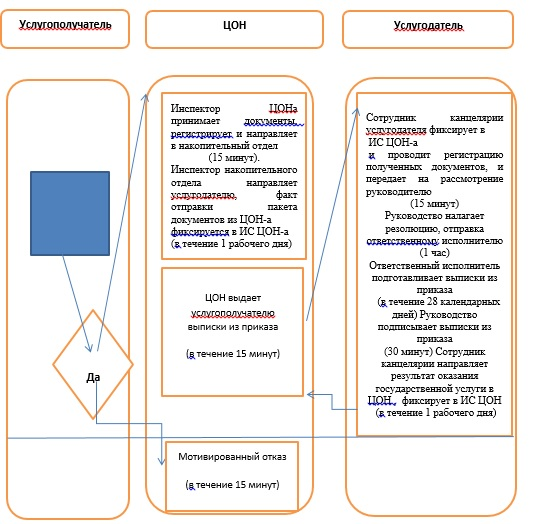 Услугополучатель
ЦОН
Услугодатель
Инспектор ЦОНа
принимает документы,
регистрирует и направляет
в накопительный отдел
(15 минут).
Инспектор накопительного
отдела направляет
услугодателю, факт
отправки пакета
документов из ЦОН-а
фиксируется в ИС ЦОН-а
(в течение 1 рабочего дня)
ЦОН выдает
услугополучателю
выписки из приказа
(в течение 15 минут)
Мотивированный отказ
(в течение 15 минут)
Да
Сотрудник канцелярии
услугодателя фиксирует в
ИС ЦОН-а
и проводит регистрацию
полученных документов, и
передает на рассмотрение
руководителю
(15 минут)
Руководство налагает
резолюцию, отправка
ответственному исполнителю
(1 час)
Ответственный исполнитель
подготавливает выписки из
приказа
(в течение 28 календарных
дней) Руководство
подписывает выписки из
приказа
(30 минут) Сотрудник
канцелярии направляет
результат оказания
государственной услуги в
ЦОН, фиксирует в ИС ЦОН
(в течение 1 рабочего дня)